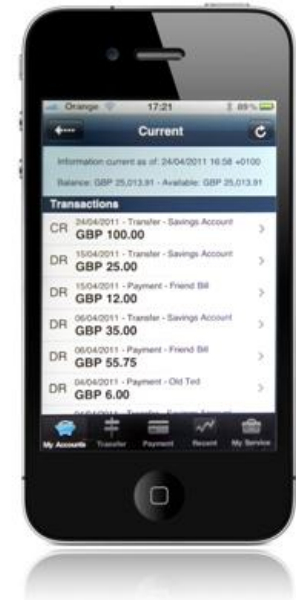 Orange 17:21 89%
Current
Information current as of: 24/04/2011 16:58 +0100
Balance: GBP 25,013.91 - Available: GBP 25,013.91
Transactions
CR 24/04/2011 - Transfer - Savings Account
GBP 100.00
DR 15/04/2011 - Transfer - Savings Account
GBP 25.00
DR 15/04/2011 - Payment - Friend Bill
GBP 12.00
DR 06/04/2011 - Transfer - Savings Account
GBP 35.00
DR 06/04/2011 - Payment - Friend Bill
GBP 55.75
DR 04/04/2011 - Payment - Old Ted
GBP 6.00
My Accounts Transfer Payment Recent My Service